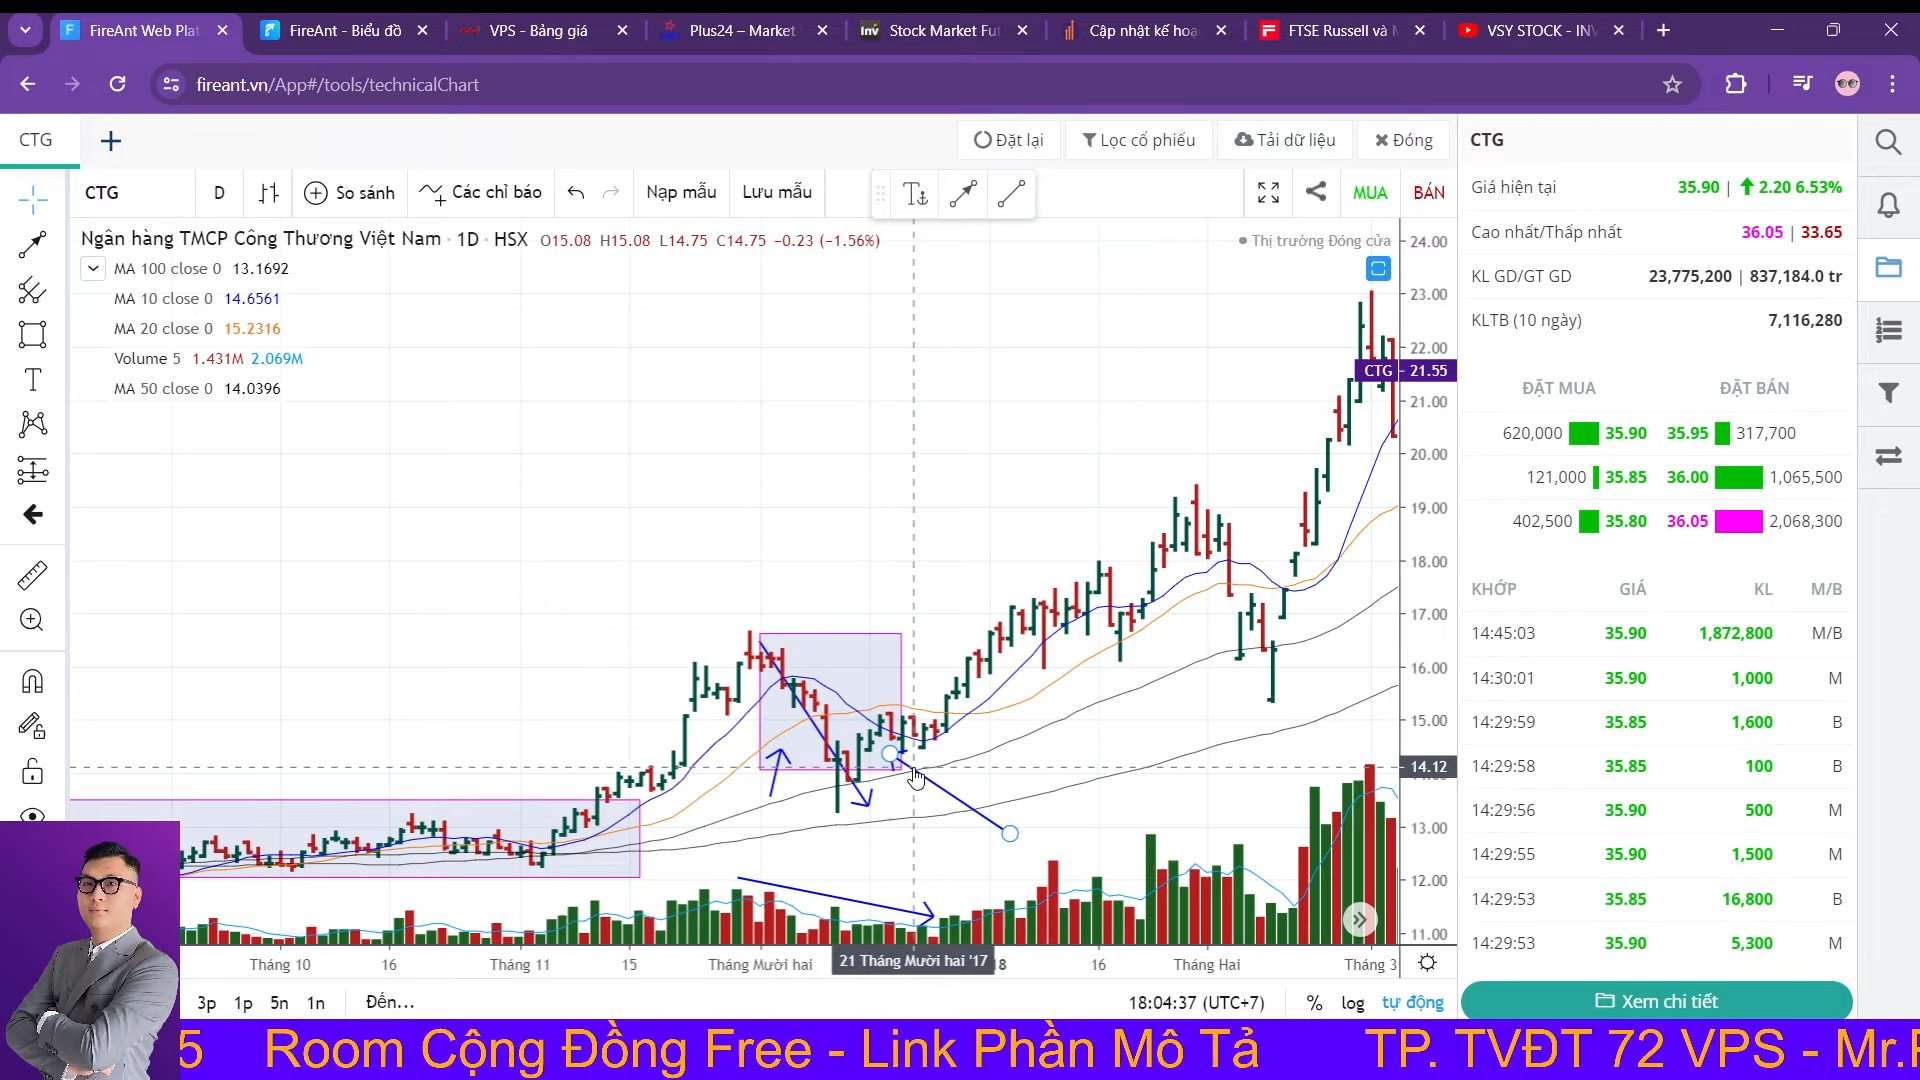 FireAnt Web Plat
FireAnt - Biểu đồ
VPS - Bảng giá
Plus24 – Market
Inv
Stock Market Fut
Cập nhật kế hoạ
FTSE Russell và
VSY STOCK - INV
fireant.vn/App#/tools/technicalChart
CTG
Đặt lại
Lọc cổ phiếu
Tải dữ liệu
Đóng
CTG
CTG
D
So sánh
Các chỉ báo
Nạp mẫu
Lưu mẫu
MUA
BÁN
Ngân hàng TMCP Công Thương Việt Nam · 1D · HSX O15.08 H15.08 L14.75 C14.75 −0.23 (−1.56%)
Thị trường Đóng cửa
MA 100 close 0 13.1692
MA 10 close 0 14.6561
MA 20 close 0 15.2316
Volume 5 1.431M 2.069M
MA 50 close 0 14.0396
24.00
23.00
22.00
CTG 21.55
21.00
20.00
19.00
18.00
17.00
16.00
15.00
14.12
13.00
12.00
11.00
Tháng 10
16
Tháng 11
15
Tháng Mười hai
21 Tháng Mười hai '17
8
16
Tháng Hai
Tháng 3
3p 1p 5n 1n
Đến...
18:04:37 (UTC+7)
% log tự động
Giá hiện tại
35.90 | 2.20 6.53%
Cao nhất/Thấp nhất
36.05 | 33.65
KL GD/GT GD
23,775,200 | 837,184.0 tr
KLTB (10 ngày)
7,116,280
ĐẶT MUA ĐẶT BÁN
620,000 35.90 35.95 317,700
121,000 35.85 36.00 1,065,500
402,500 35.80 36.05 2,068,300
KHỚP GIÁ KL M/B
14:45:03 35.90 1,872,800 M/B
14:30:01 35.90 1,000 M
14:29:59 35.85 1,600 B
14:29:58 35.85 100 B
14:29:56 35.90 500 M
14:29:55 35.90 1,500 M
14:29:53 35.85 16,800 B
14:29:53 35.90 5,300 M
Xem chi tiết
5 Room Cộng Đồng Free - Link Phần Mô Tả TP. TVĐT 72 VPS - Mr.